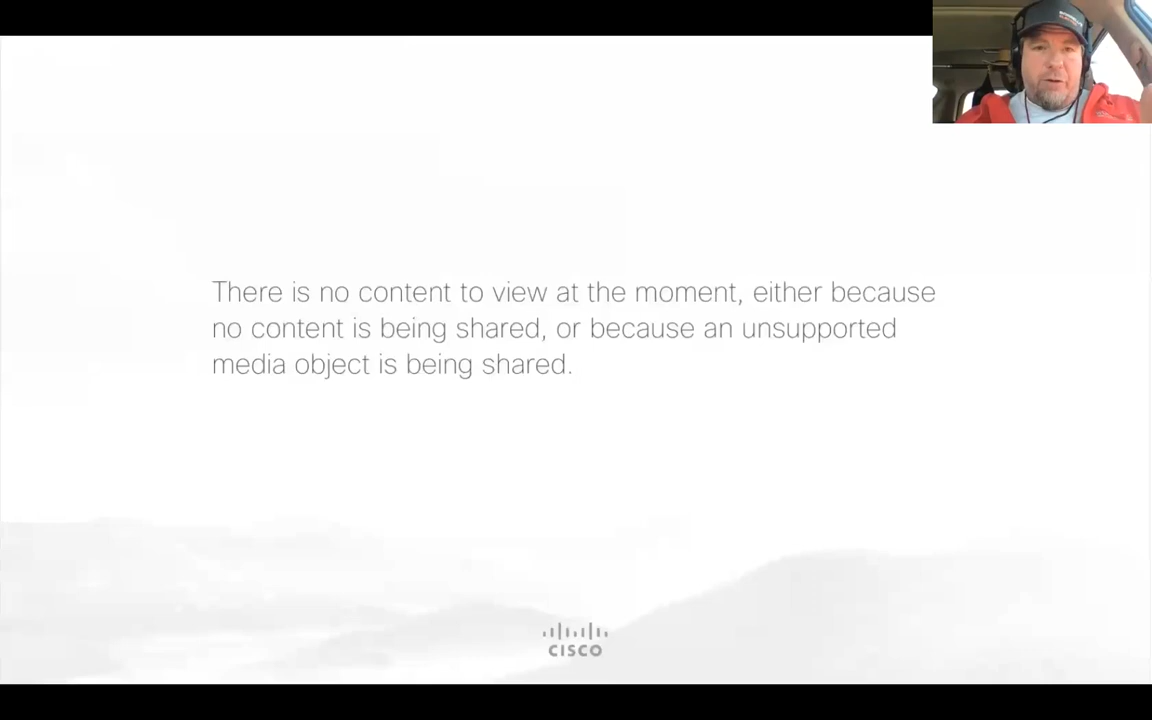 There is no content to view at the moment, either because
no content is being shared, or because an unsupported
media object is being shared.
CISCO